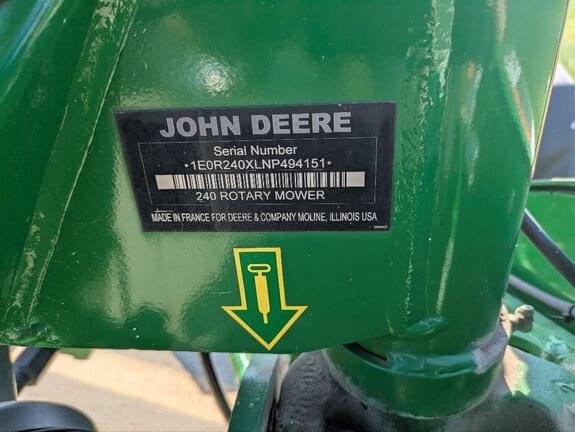 JOHN DEERE
Serial Number
*1E0R240XLNP494151*
240 ROTARY MOWER
MADE IN FRANCE FOR DEERE & COMPANY MOLINE, ILLINOIS USA